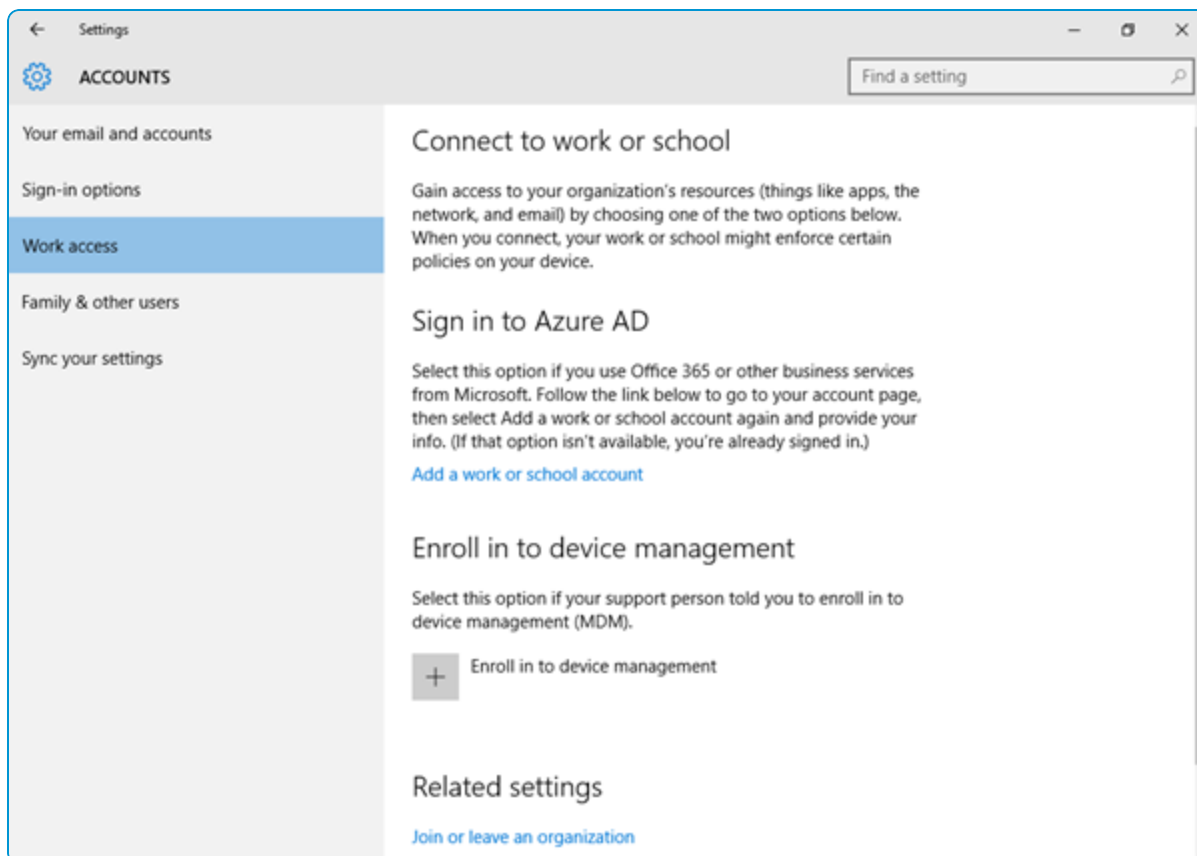 Settings
ACCOUNTS
Find a setting
Your email and accounts
Sign-in options
Work access
Family & other users
Sync your settings
Connect to work or school
Gain access to your organization's resources (things like apps, the
network, and email) by choosing one of the two options below.
When you connect, your work or school might enforce certain
policies on your device.
Sign in to Azure AD
Select this option if you use Office 365 or other business services
from Microsoft. Follow the link below to go to your account page,
then select Add a work or school account again and provide your
info. (If that option isn't available, you're already signed in.)
Add a work or school account
Enroll in to device management
Select this option if your support person told you to enroll in to
device management (MDM).
Enroll in to device management
Related settings
Join or leave an organization